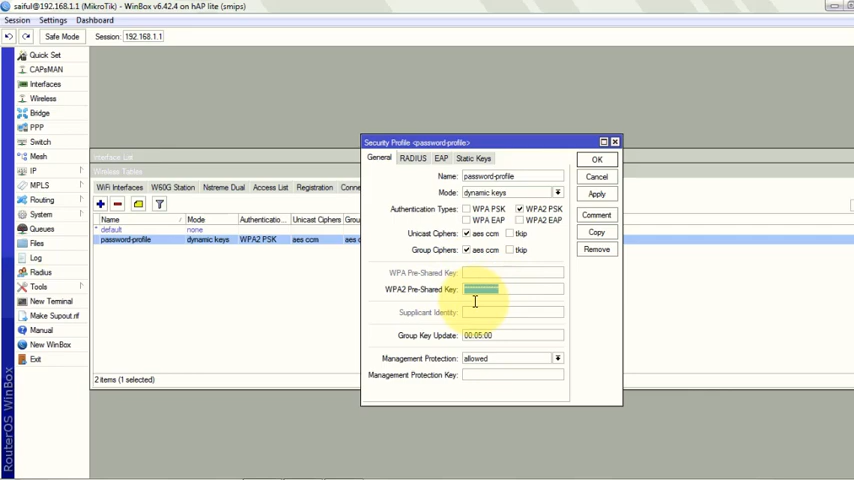 saiful@192.168.1.1 (MikroTik) - WinBox v6.42.4 on hAP lite (smips)
Session Settings Dashboard
Safe Mode Session: 192.168.1.1
Quick Set
CAPsMAN
Interfaces
Wireless
Bridge
PPP
Switch
Mesh
IP
MPLS
Routing
System
Queues
Files
Log
Radius
Tools
New Terminal
Make Supout.rif
Manual
New WinBox
Exit
RouterOS WinBox
Interface List
Wireless Tables
WiFi Interfaces W60G Station Nstreme Dual Access List Registration Conne
Name Mode Authenticatio... Unicast Ciphers Grou
* default none
password-profile dynamic keys WPA2 PSK aes ccm aes c
2 items (1 selected)
Security Profile <password-profile>
General RADIUS EAP Static Keys
Name: password-profile
Mode: dynamic keys
Authentication Types: WPA PSK WPA2 PSK
WPA EAP WPA2 EAP
Unicast Ciphers: aes ccm tkip
Group Ciphers: aes ccm tkip
WPA Pre-Shared Key:
WPA2 Pre-Shared Key:
Supplicant Identity:
Group Key Update: 00:05:00
Management Protection: allowed
Management Protection Key:
OK
Cancel
Apply
Comment
Copy
Remove